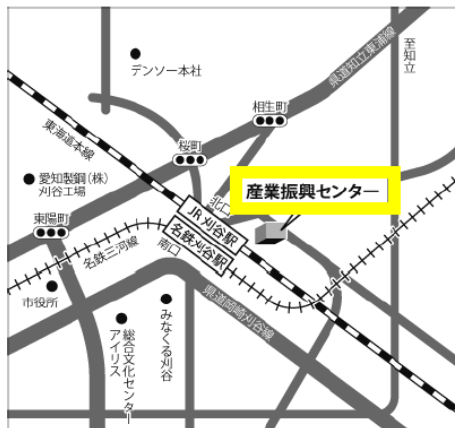 デンソー本社
県道知立東浦線
至知立
相生町
東海道本線
桜町
愛知製鋼(株)
刈谷工場
産業振興センター
東陽町
北口
JR刈谷駅
名鉄刈谷駅
南口
名鉄三河線
市役所
県道岡崎刈谷線
総合文化センター
アイリス
みなくる刈谷